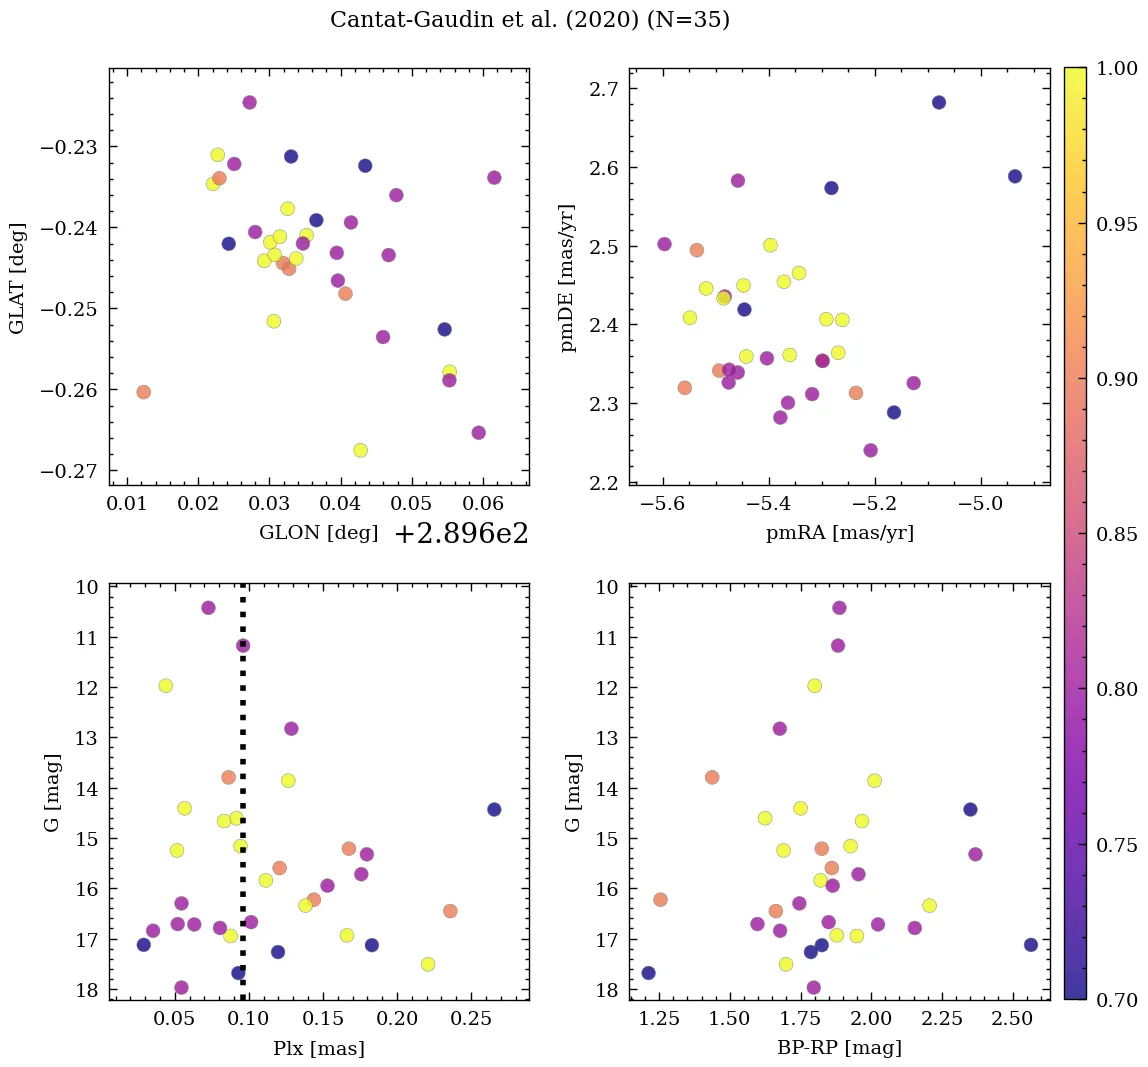 Cantat-Gaudin et al. (2020) (N=35)
−0.23
−0.24
−0.25
−0.26
−0.27
GLAT [deg]
0.01 0.02 0.03 0.04 0.05 0.06
GLON [deg] +2.896e2
2.7
2.6
2.5
2.4
2.3
2.2
pmDE [mas/yr]
−5.6 −5.4 −5.2 −5.0
pmRA [mas/yr]
10
11
12
13
14
15
16
17
18
G [mag]
0.05 0.10 0.15 0.20 0.25
Plx [mas]
10
11
12
13
14
15
16
17
18
G [mag]
1.25 1.50 1.75 2.00 2.25 2.50
BP-RP [mag]
1.00
0.95
0.90
0.85
0.80
0.75
0.70